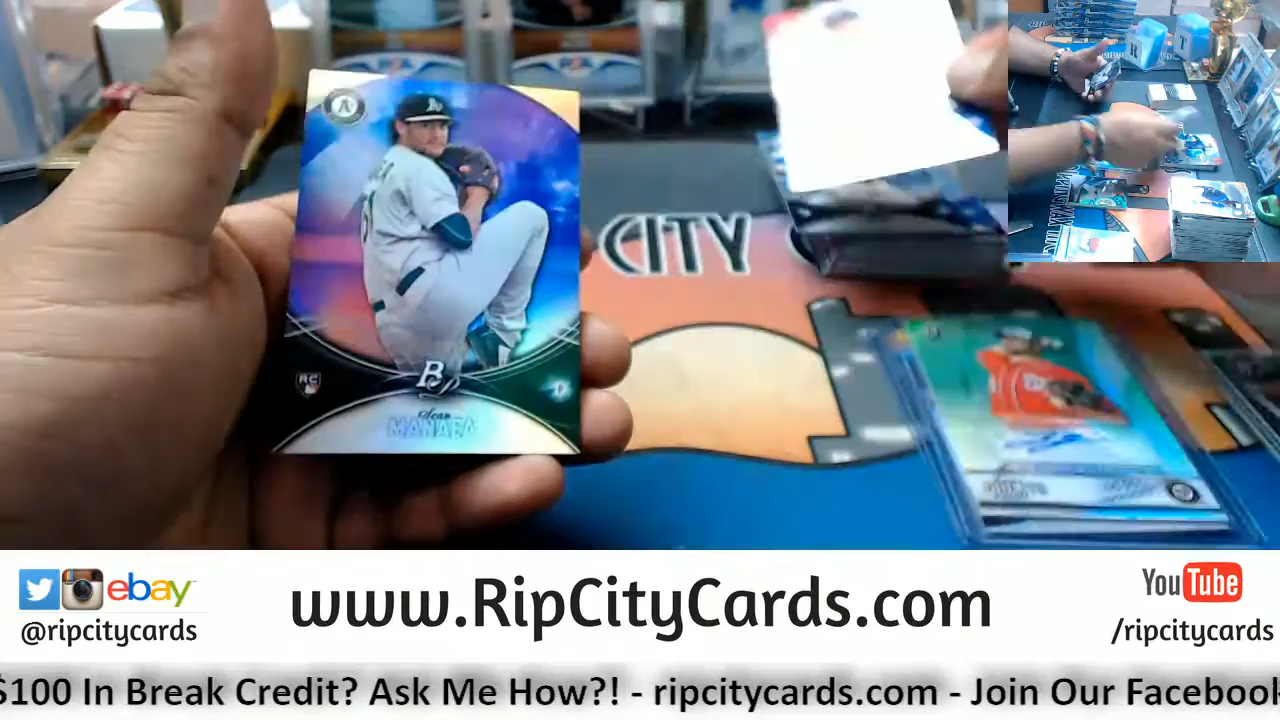 A's
RC
B
Sean
MANAEA
CITY
R
T
ebay
@ripcitycards
www.RipCityCards.com
YouTube
/ripcitycards
$100 In Break Credit? Ask Me How?! - ripcitycards.com - Join Our Facebook